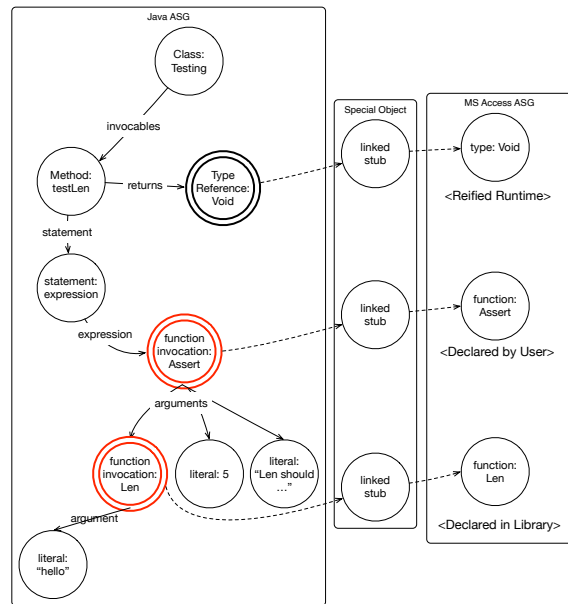 Java ASG
Class:
Testing
invocables
Special Object
MS Access ASG
Method:
testLen
returns
Type
Reference:
Void
linked
stub
type: Void
<Reified Runtime>
statement
statement:
expression
expression
function
invocation:
Assert
linked
stub
function:
Assert
<Declared by User>
arguments
function
invocation:
Len
literal: 5
literal:
“Len should
…”
linked
stub
function:
Len
<Declared in Library>
argument
literal:
“hello”